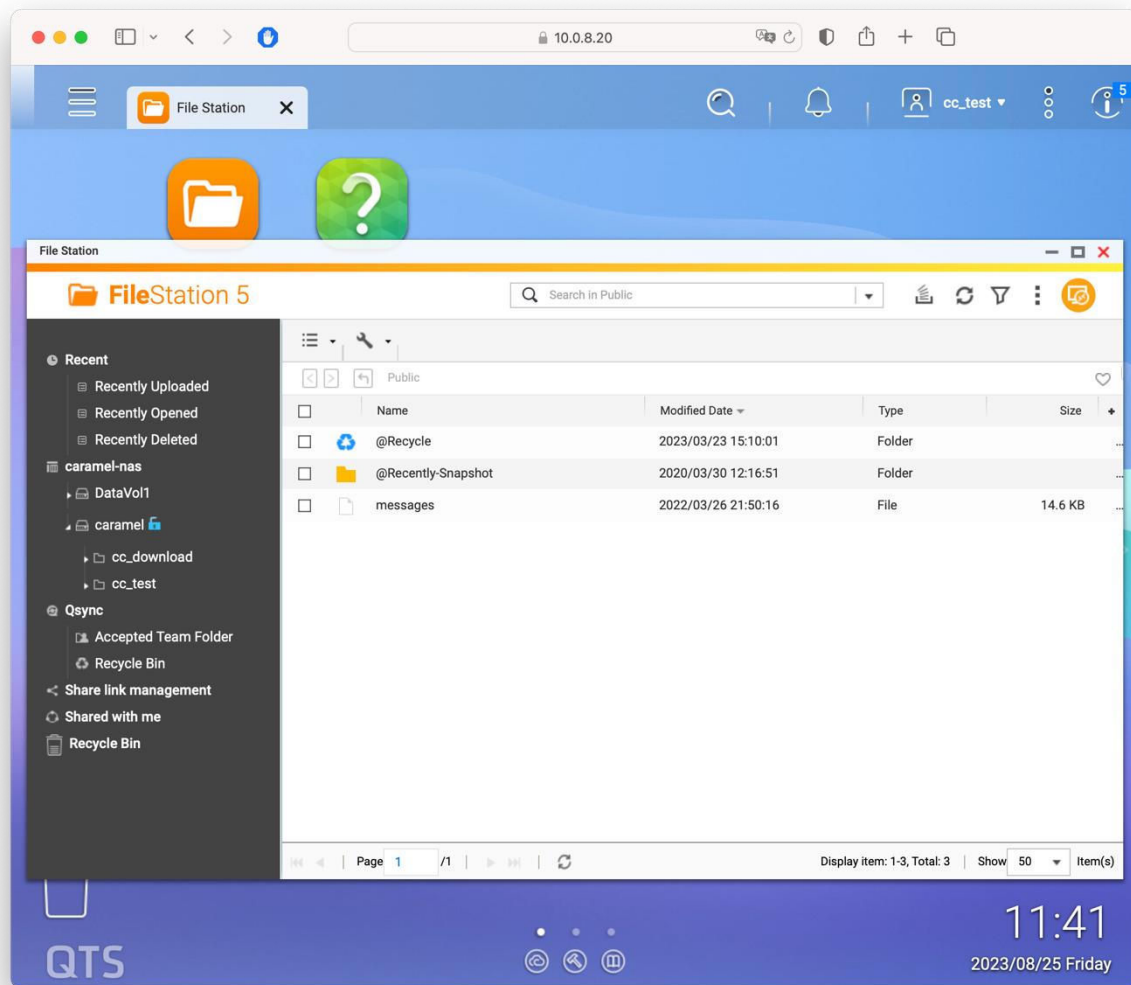 10.0.8.20
File Station
cc_test
5
File Station
FileStation 5
Search in Public
Recent
Recently Uploaded
Recently Opened
Recently Deleted
caramel-nas
DataVol1
caramel
cc_download
cc_test
Qsync
Accepted Team Folder
Recycle Bin
Share link management
Shared with me
Recycle Bin
Public
Name Modified Date Type Size
@Recycle 2023/03/23 15:10:01 Folder ...
@Recently-Snapshot 2020/03/30 12:16:51 Folder ...
messages 2022/03/26 21:50:16 File 14.6 KB ...
Page 1 /1 Display item: 1-3, Total: 3 Show 50 Item(s)
11:41
QTS 2023/08/25 Friday